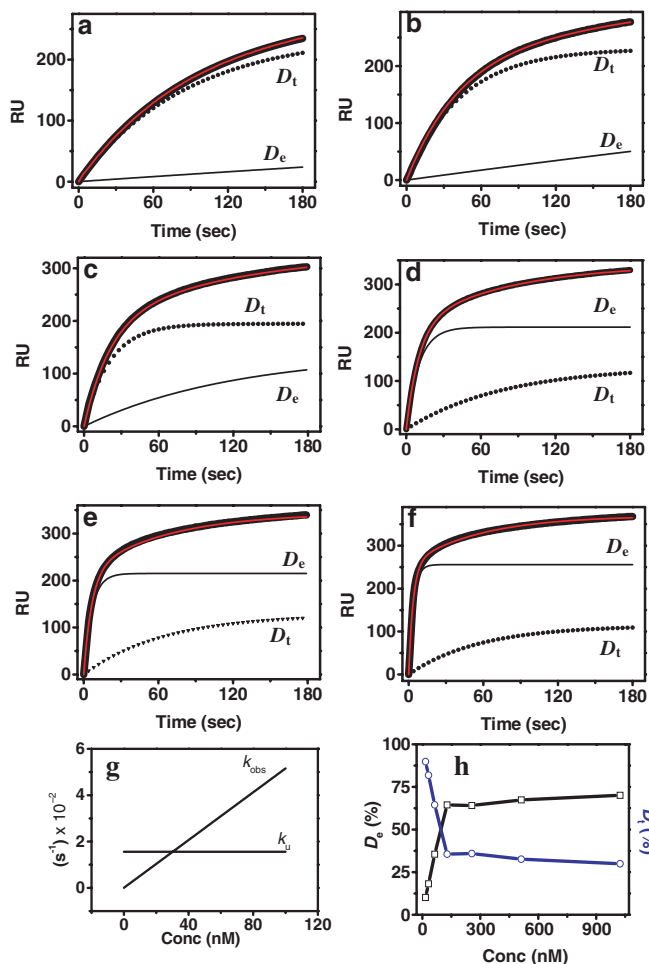 a
b
200
100
0
RU
D_t
D_e
0 60 120 180
Time (sec)
200
100
0
RU
D_t
D_e
0 60 120 180
Time (sec)
c
d
300
200
100
0
RU
D_t
D_e
0 60 120 180
Time (sec)
300
200
100
0
RU
D_e
D_t
0 60 120 180
Time (sec)
e
f
300
200
100
0
RU
D_e
D_t
0 60 120 180
Time (sec)
350
300
200
100
0
RU
D_e
D_t
0 60 120 180
Time (sec)
g
6
4
2
0
(s⁻¹) x 10⁻²
k_obs
k_u
0 40 80 120
Conc (nM)
h
100
75
50
25
0
D_e (%)
D_t (%)
0 300 600 900
Conc (nM)